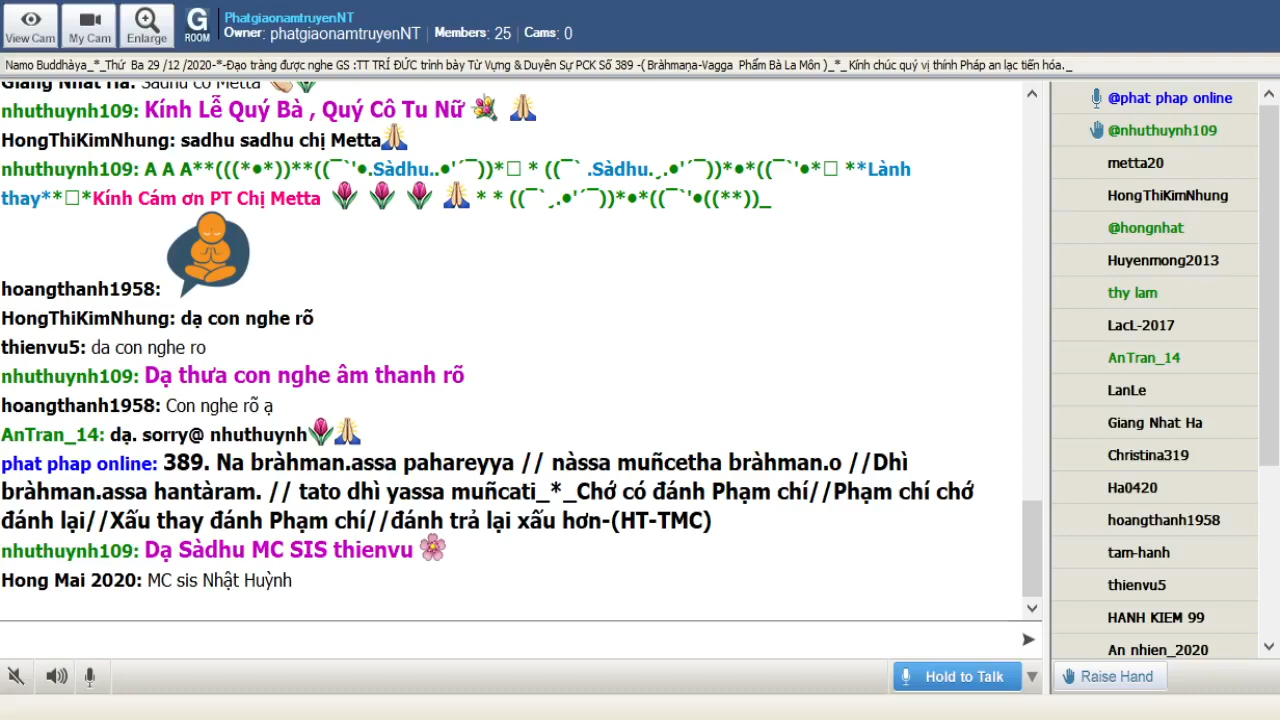 View Cam
My Cam
Enlarge
G
ROOM
PhatgiaonamtruyenNT
Owner: phatgiaonamtruyenNT | Members: 25 | Cams: 0
Namo Buddhàya_*_Thứ Ba 29 /12 /2020-*-Đạo tràng được nghe GS :TT TRÍ ĐỨC trình bày Từ Vựng & Duyên Sự PCK Số 389 -( Bràhmaṇa-Vagga Phẩm Bà La Môn )_*_ Kính chúc quý vị thính Pháp an lạc tiến hóa._
Giang Nhat Ha: Sadhu cô Metta
nhuthuynh109: Kính Lễ Quý Bà , Quý Cô Tu Nữ 💐 🙏
HongThiKimNhung: sadhu sadhu chị Metta🙏
nhuthuynh109: A A A**(((*•*))**((¯`'•.Sàdhu..•'´¯))*□ * ((¯` .Sàdhu.¸.•'´¯))*•*((¯`'•*□ **Lành
thay**□*Kính Cám ơn PT Chị Metta 🌷 🌷 🌷 🙏 * * ((¯`¸.•'´¯))*•*((¯`'•((**))_
hoangthanh1958:
HongThiKimNhung: dạ con nghe rõ
thienvu5: da con nghe ro
nhuthuynh109: Dạ thưa con nghe âm thanh rõ
hoangthanh1958: Con nghe rõ ạ
AnTran_14: dạ. sorry@ nhuthuynh🌷🙏
phat phap online: 389. Na bràhman.assa pahareyya // nàssa muñcetha bràhman.o //Dhì
bràhman.assa hantàram. // tato dhì yassa muñcati_*_Chớ có đánh Phạm chí//Phạm chí chớ
đánh lại//Xấu thay đánh Phạm chí//đánh trả lại xấu hơn-(HT-TMC)
nhuthuynh109: Dạ Sàdhu MC SIS thienvu 🌸
Hong Mai 2020: MC sis Nhật Huỳnh
Hold to Talk
@phat phap online
@nhuthuynh109
metta20
HongThiKimNhung
@hongnhat
Huyenmong2013
thy lam
LacL-2017
AnTran_14
LanLe
Giang Nhat Ha
Christina319
Ha0420
hoangthanh1958
tam-hanh
thienvu5
HANH KIEM 99
An nhien_2020
Raise Hand